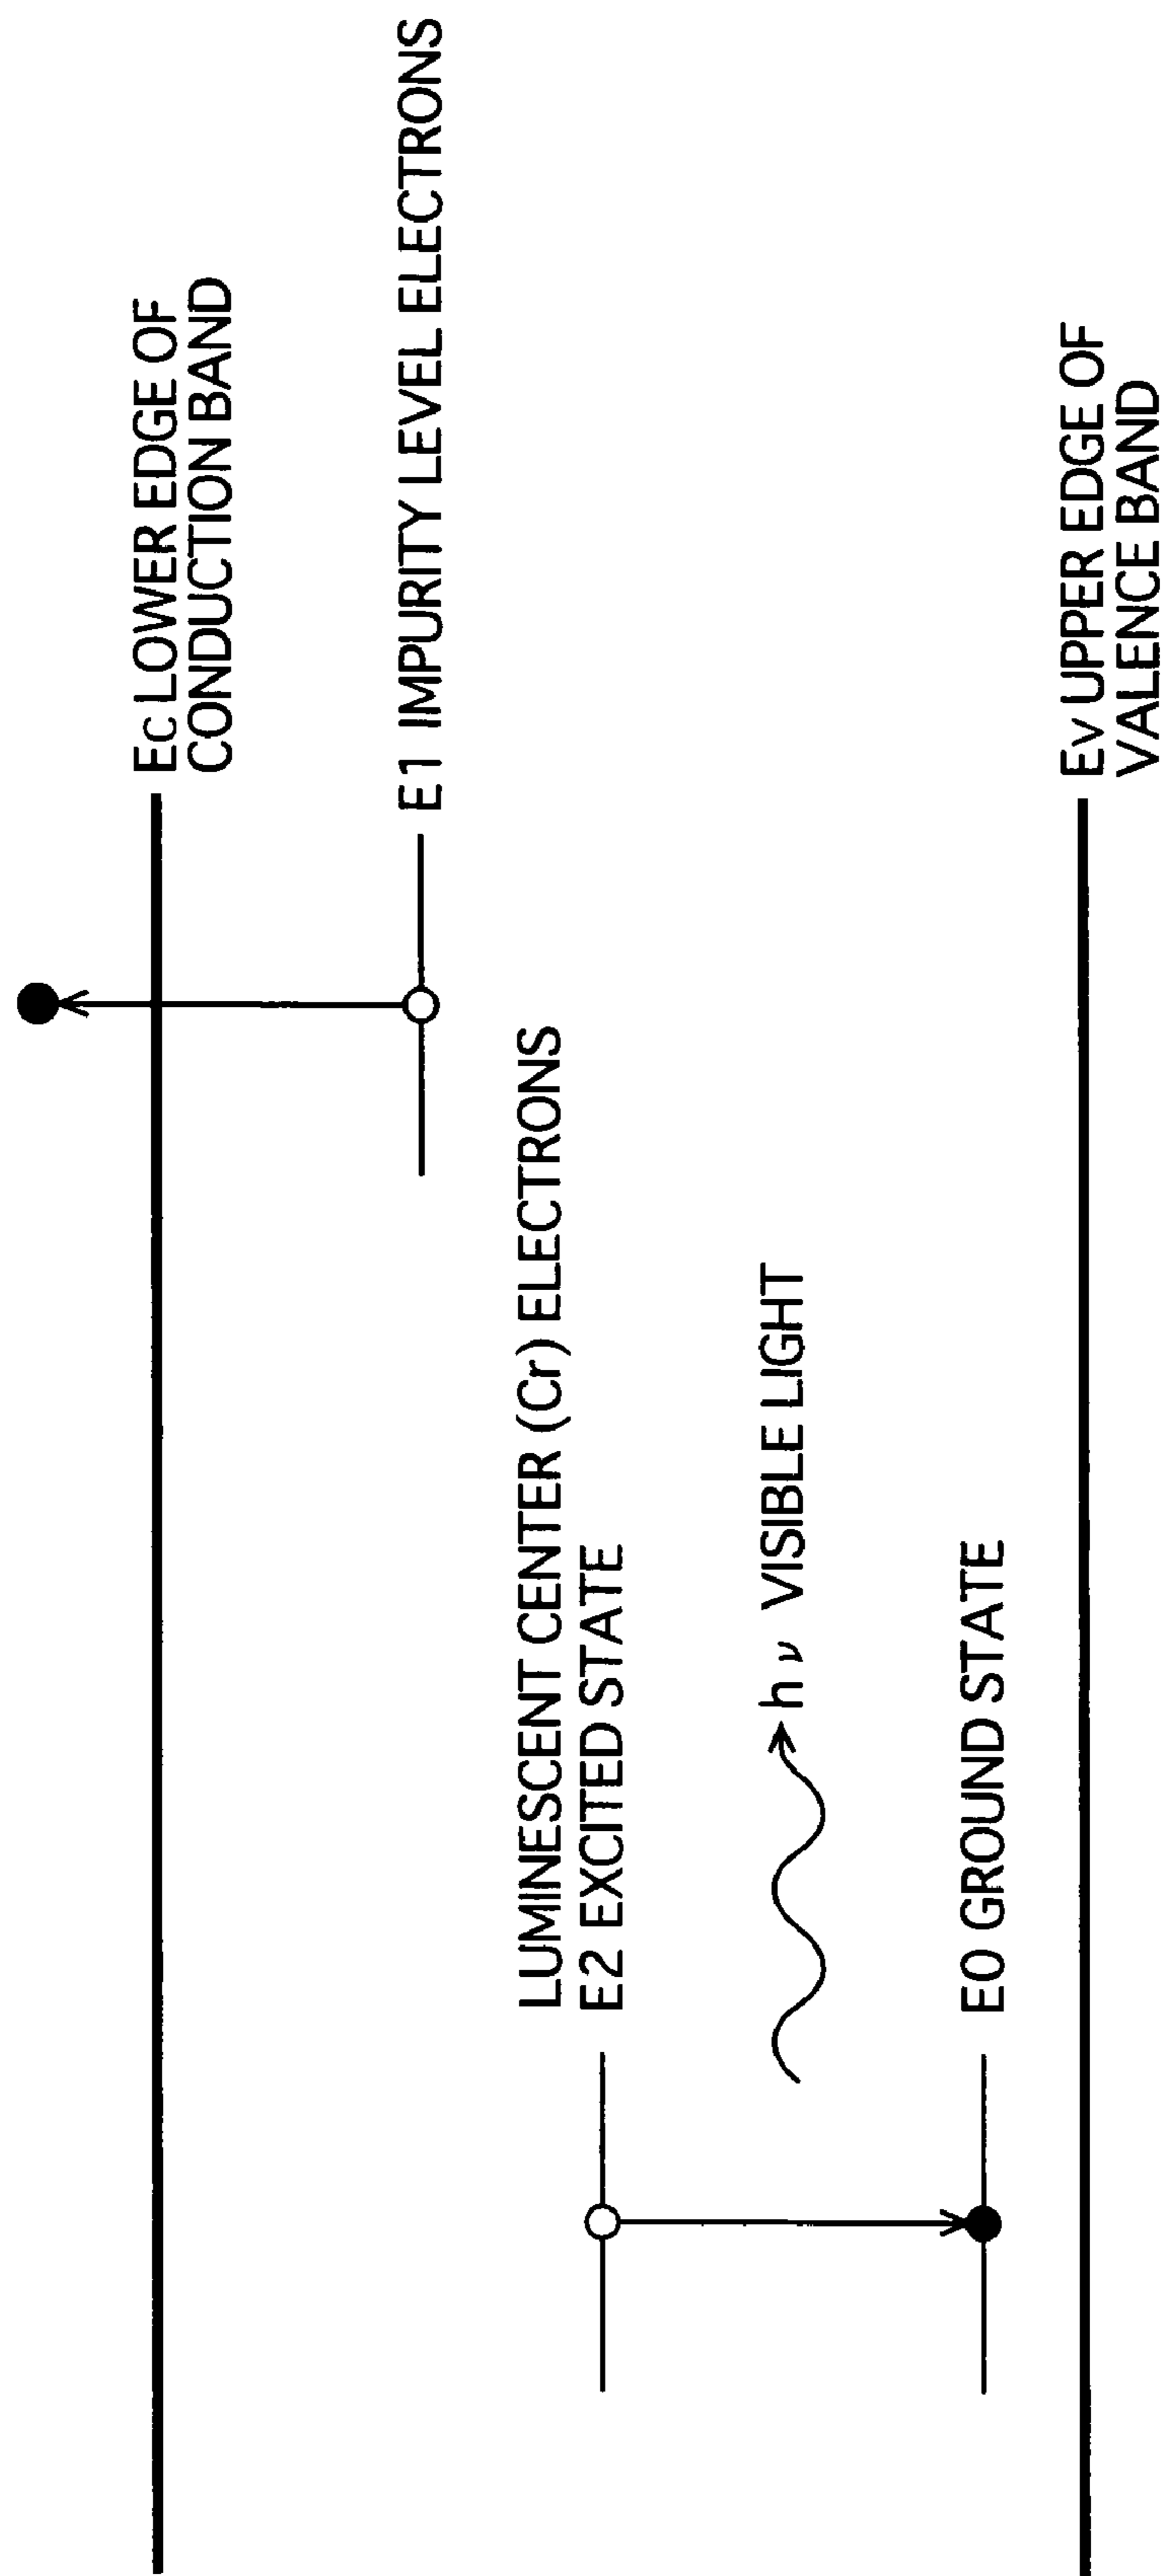 EC LOWER EDGE OF
CONDUCTION BAND
E1 IMPURITY LEVEL ELECTRONS
LUMINESCENT CENTER (Cr) ELECTRONS
E2 EXCITED STATE
hν VISIBLE LIGHT
E0 GROUND STATE
EV UPPER EDGE OF
VALENCE BAND